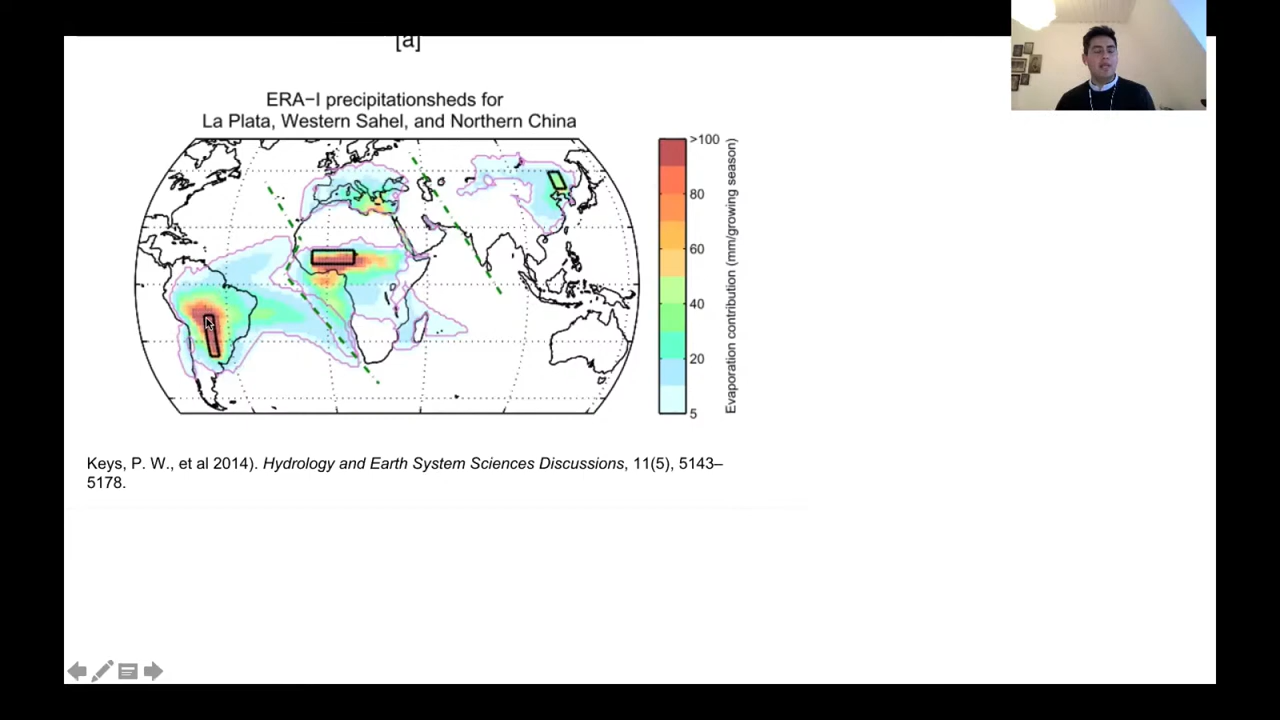 [a]
ERA−I precipitationsheds for
La Plata, Western Sahel, and Northern China
>100
80
60
40
20
5
Evaporation contribution (mm/growing season)
Keys, P. W., et al 2014). Hydrology and Earth System Sciences Discussions, 11(5), 5143–
5178.